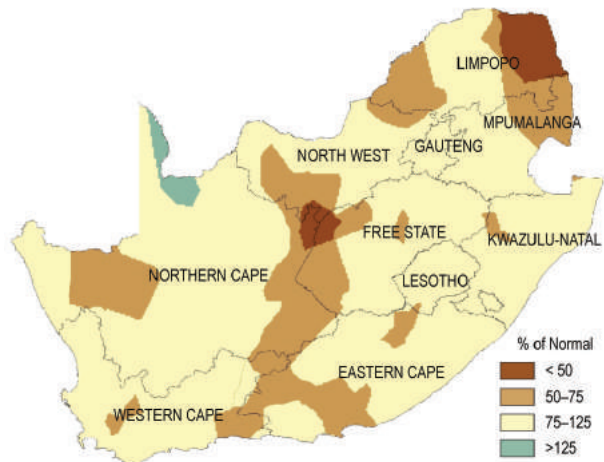 LIMPOPO
MPUMALANGA
GAUTENG
NORTH WEST
FREE STATE
KWAZULU-NATAL
NORTHERN CAPE
LESOTHO
EASTERN CAPE
WESTERN CAPE
% of Normal
< 50
50–75
75–125
>125